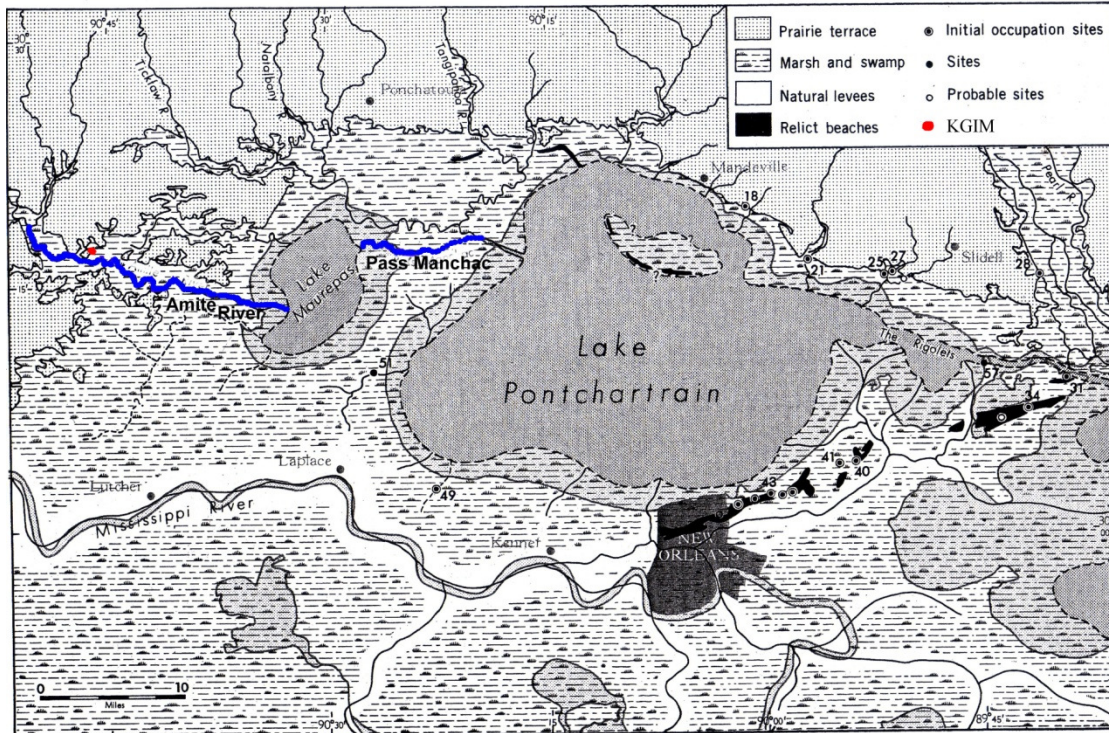 90°45'
30
90°15'
30°
30'
Tickfaw R.
Natalbany R.
Tangipahoa R.
Ponchatoula
Prairie terrace
Marsh and swamp
Natural levees
Relict beaches
Initial occupation sites
Sites
Probable sites
KGIM
Mandeville
18
Pearl R.
21
25
27
Slidell
28
15'
Pass Manchac
Lake
Maurepas
Amite River
?
?
?
Lake
Pontchartrain
The Rigolets
51
57
31
34
41
40
43
49
Laplace
Lutcher
Mississippi River
Kenner
NEW
ORLEANS
30°
0
10
Miles
90°30'
15
90°00'
89°45'